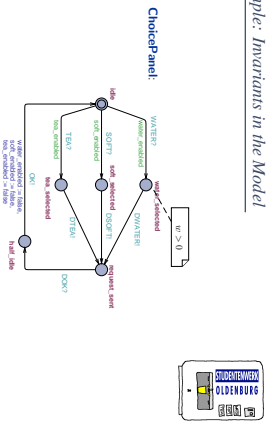 ple: Invariants in the Model
ChoicePanel:
WATER?
water_enabled
water_selected
w > 0
DWATER!
idle
SOFT?
soft_enabled
soft_selected
DSOFT!
request_sent
TEA?
tea_enabled
tea_selected
DTEA!
OK!
DOK?
half_idle
water_enabled := false,
soft_enabled := false,
tea_enabled := false
STUDENTENWERK
OLDENBURG